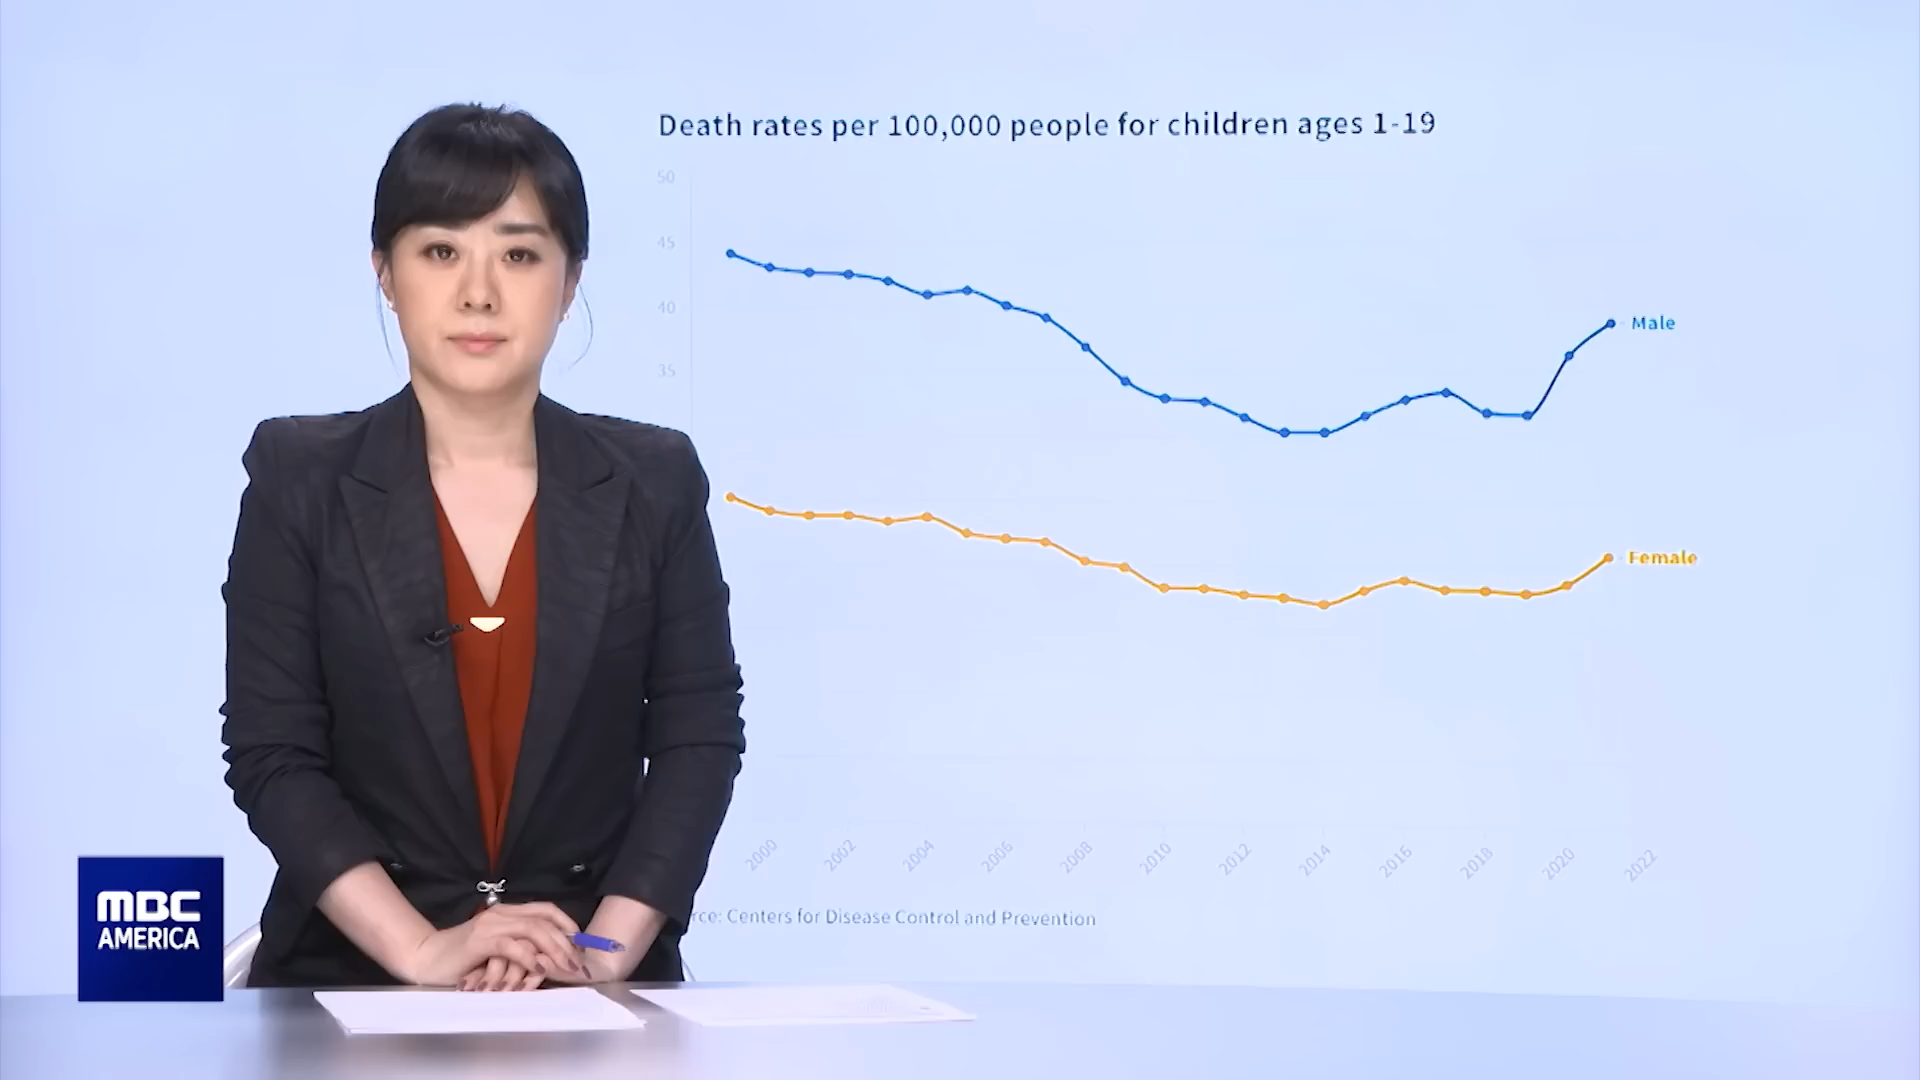 Death rates per 100,000 people for children ages 1-19
50
45
40
35
Male
Female
2000
2002
2004
2006
2008
2010
2012
2014
2016
2018
2020
2022
rce: Centers for Disease Control and Prevention
MBC
AMERICA